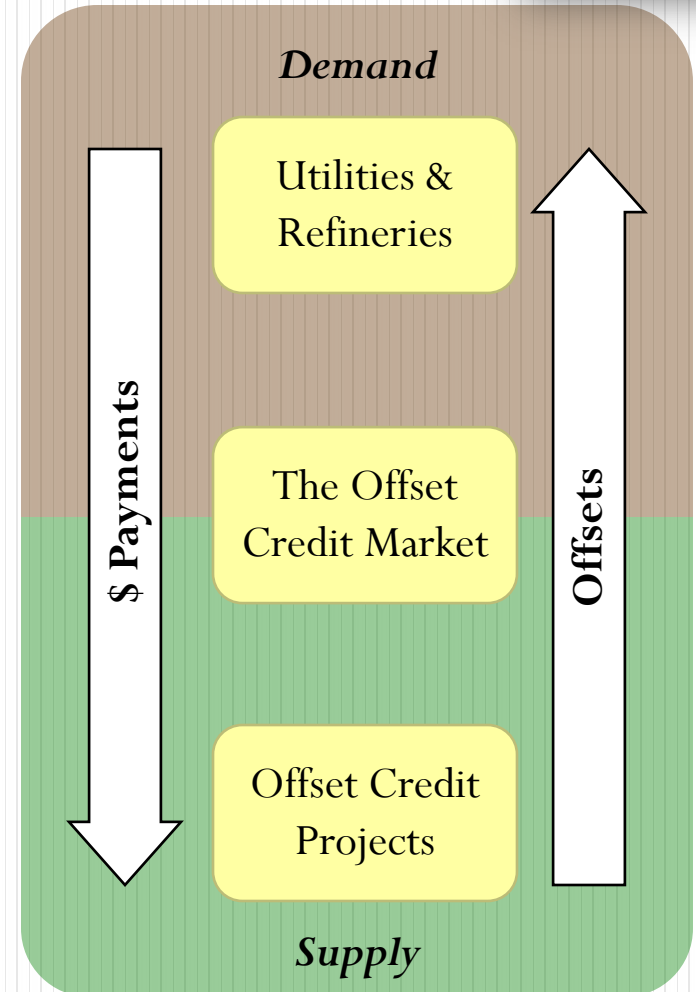 Demand
Utilities &
Refineries
$ Payments
The Offset
Credit Market
Offsets
Offset Credit
Projects
Supply